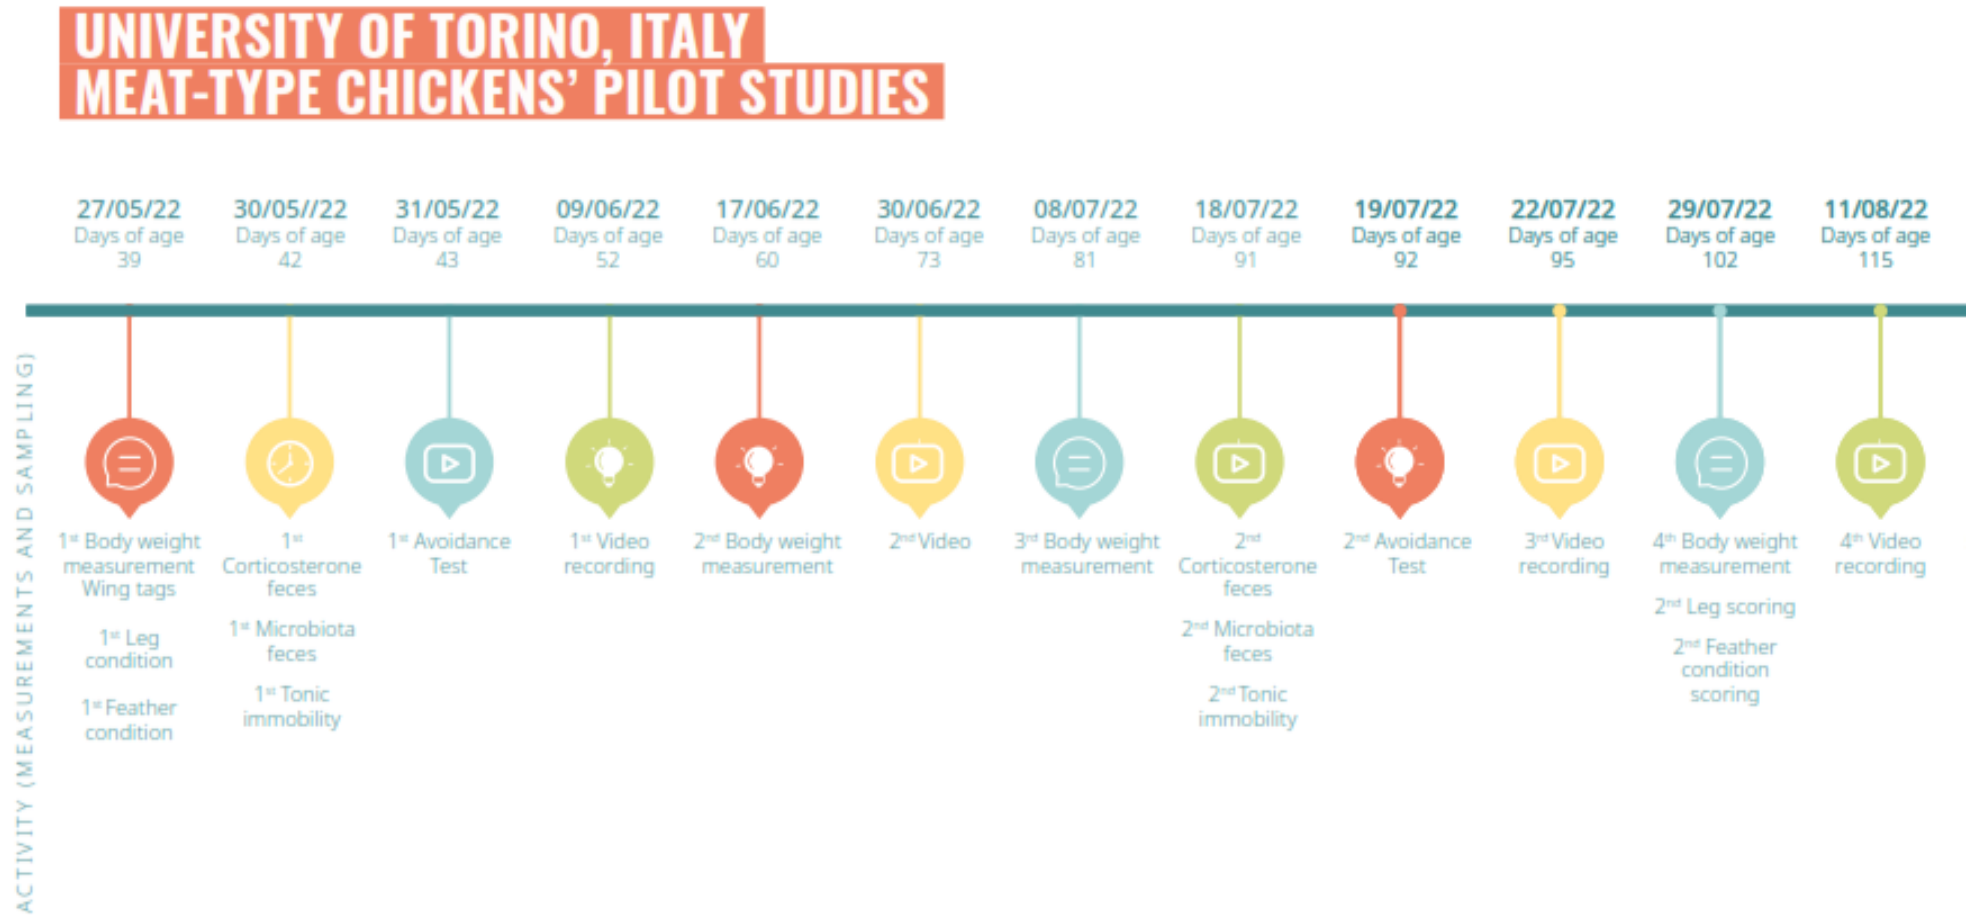 UNIVERSITY OF TORINO, ITALY
MEAT-TYPE CHICKENS’ PILOT STUDIES
27/05/22
Days of age
39
30/05//22
Days of age
42
31/05/22
Days of age
43
09/06/22
Days of age
52
17/06/22
Days of age
60
30/06/22
Days of age
73
08/07/22
Days of age
81
18/07/22
Days of age
91
19/07/22
Days of age
92
22/07/22
Days of age
95
29/07/22
Days of age
102
11/08/22
Days of age
115
ACTIVITY (MEASUREMENTS AND SAMPLING)
1st Body weight
measurement
Wing tags
1st Leg
condition
1st Feather
condition
1st
Corticosterone
feces
1st Microbiota
feces
1st Tonic
immobility
1st Avoidance
Test
1st Video
recording
2nd Body weight
measurement
2nd Video
3rd Body weight
measurement
2nd
Corticosterone
feces
2nd Microbiota
feces
2nd Tonic
immobility
2nd Avoidance
Test
3rd Video
recording
4th Body weight
measurement
2nd Leg scoring
2nd Feather
condition
scoring
4th Video
recording